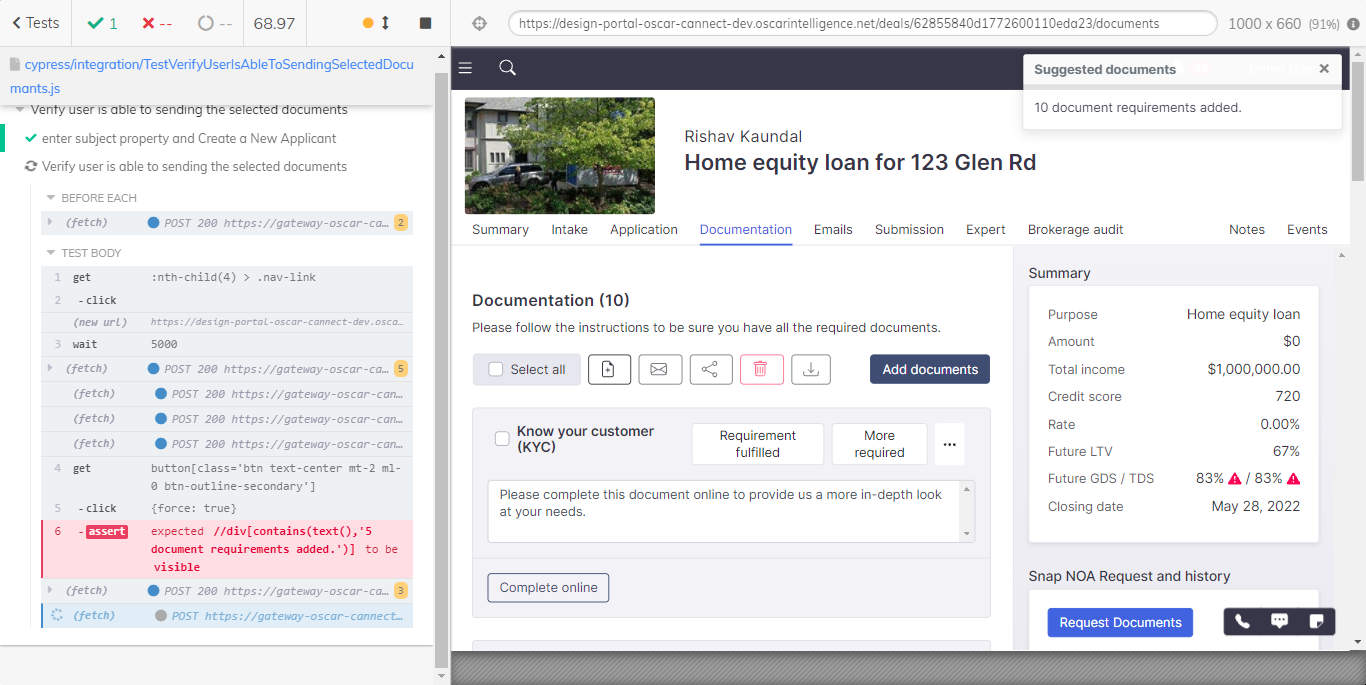 Tests
1
--
--
68.97
https://design-portal-oscar-cannect-dev.oscarintelligence.net/deals/62855840d1772600110eda23/documents
1000 x 660 (91%)
cypress/integration/TestVerifyUserIsAbleToSendingSelectedDocu
mants.js
Verify user is able to sending the selected documents
enter subject property and Create a New Applicant
Verify user is able to sending the selected documents
BEFORE EACH
(fetch) POST 200 https://gateway-oscar-ca... 2
TEST BODY
1 get :nth-child(4) > .nav-link
2 -click
(new url) https://design-portal-oscar-cannect-dev.osca...
3 wait 5000
(fetch) POST 200 https://gateway-oscar-ca... 5
(fetch) POST 200 https://gateway-oscar-can...
(fetch) POST 200 https://gateway-oscar-can...
(fetch) POST 200 https://gateway-oscar-can...
4 get button[class='btn text-center mt-2 ml-
0 btn-outline-secondary']
5 -click {force: true}
6 -assert expected //div[contains(text(),'5
document requirements added.')] to be
visible
(fetch) POST 200 https://gateway-oscar-ca... 3
(fetch) POST https://gateway-oscar-cannect...
Suggested documents
10 document requirements added.
Rishav Kaundal
Home equity loan for 123 Glen Rd
Summary Intake Application Documentation Emails Submission Expert Brokerage audit Notes Events
Documentation (10)
Please follow the instructions to be sure you have all the required documents.
Select all
Add documents
Know your customer
(KYC)
Requirement
fulfilled
More
required
...
Please complete this document online to provide us a more in-depth look
at your needs.
Complete online
Summary
Purpose Home equity loan
Amount $0
Total income $1,000,000.00
Credit score 720
Rate 0.00%
Future LTV 67%
Future GDS / TDS 83% / 83%
Closing date May 28, 2022
Snap NOA Request and history
Request Documents